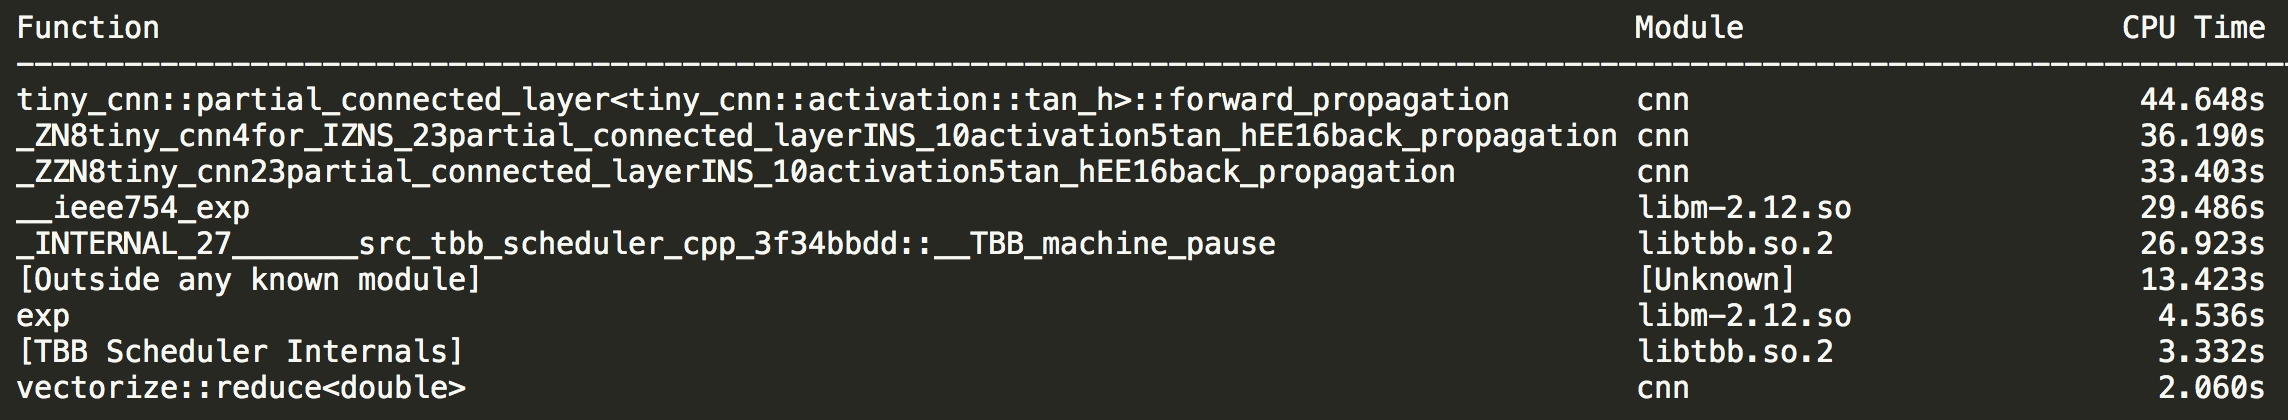 Function Module CPU Time
--------------------------------------------------------------------------------------------------------------------------------
tiny_cnn::partial_connected_layer<tiny_cnn::activation::tan_h>::forward_propagation cnn 44.648s
_ZN8tiny_cnn4for_IZNS_23partial_connected_layerINS_10activation5tan_hEE16back_propagation cnn 36.190s
_ZZN8tiny_cnn23partial_connected_layerINS_10activation5tan_hEE16back_propagation cnn 33.403s
__ieee754_exp libm-2.12.so 29.486s
_INTERNAL_27_______src_tbb_scheduler_cpp_3f34bbdd::__TBB_machine_pause libtbb.so.2 26.923s
[Outside any known module] [Unknown] 13.423s
exp libm-2.12.so 4.536s
[TBB Scheduler Internals] libtbb.so.2 3.332s
vectorize::reduce<double> cnn 2.060s